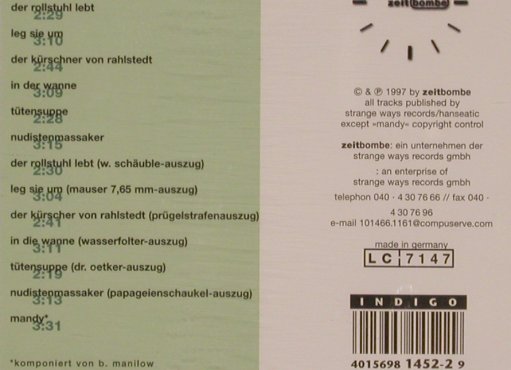 der rollstuhl lebt
2:29
leg sie um
3:10
der kürschner von rahlstedt
2:44
in der wanne
3:09
tütensuppe
2:28
nudistenmassaker
3:15
der rollstuhl lebt (w. schäuble-auszug)
2:30
leg sie um (mauser 7,65 mm-auszug)
3:04
der kürscher von rahlstedt (prügelstrafenauszug)
2:41
in die wanne (wasserfolter-auszug)
3:11
tütensuppe (dr. oetker-auszug)
2:19
nudistenmassaker (papageienschaukel-auszug)
3:13
mandy*
3:31
*komponiert von b. manilow
zeitbombe
© & ℗ 1997 by zeitbombe
all tracks published by
strange ways records/hanseatic
except »mandy« copyright control
zeitbombe: ein unternehmen der
strange ways records gmbh
: an enterprise of
strange ways records gmbh
telephon 040 · 4 30 76 66 // fax 040 ·
4 30 76 96
e-mail 101466.1161@compuserve.com
made in germany
LC 7147
INDIGO
4015698 1452-2 9